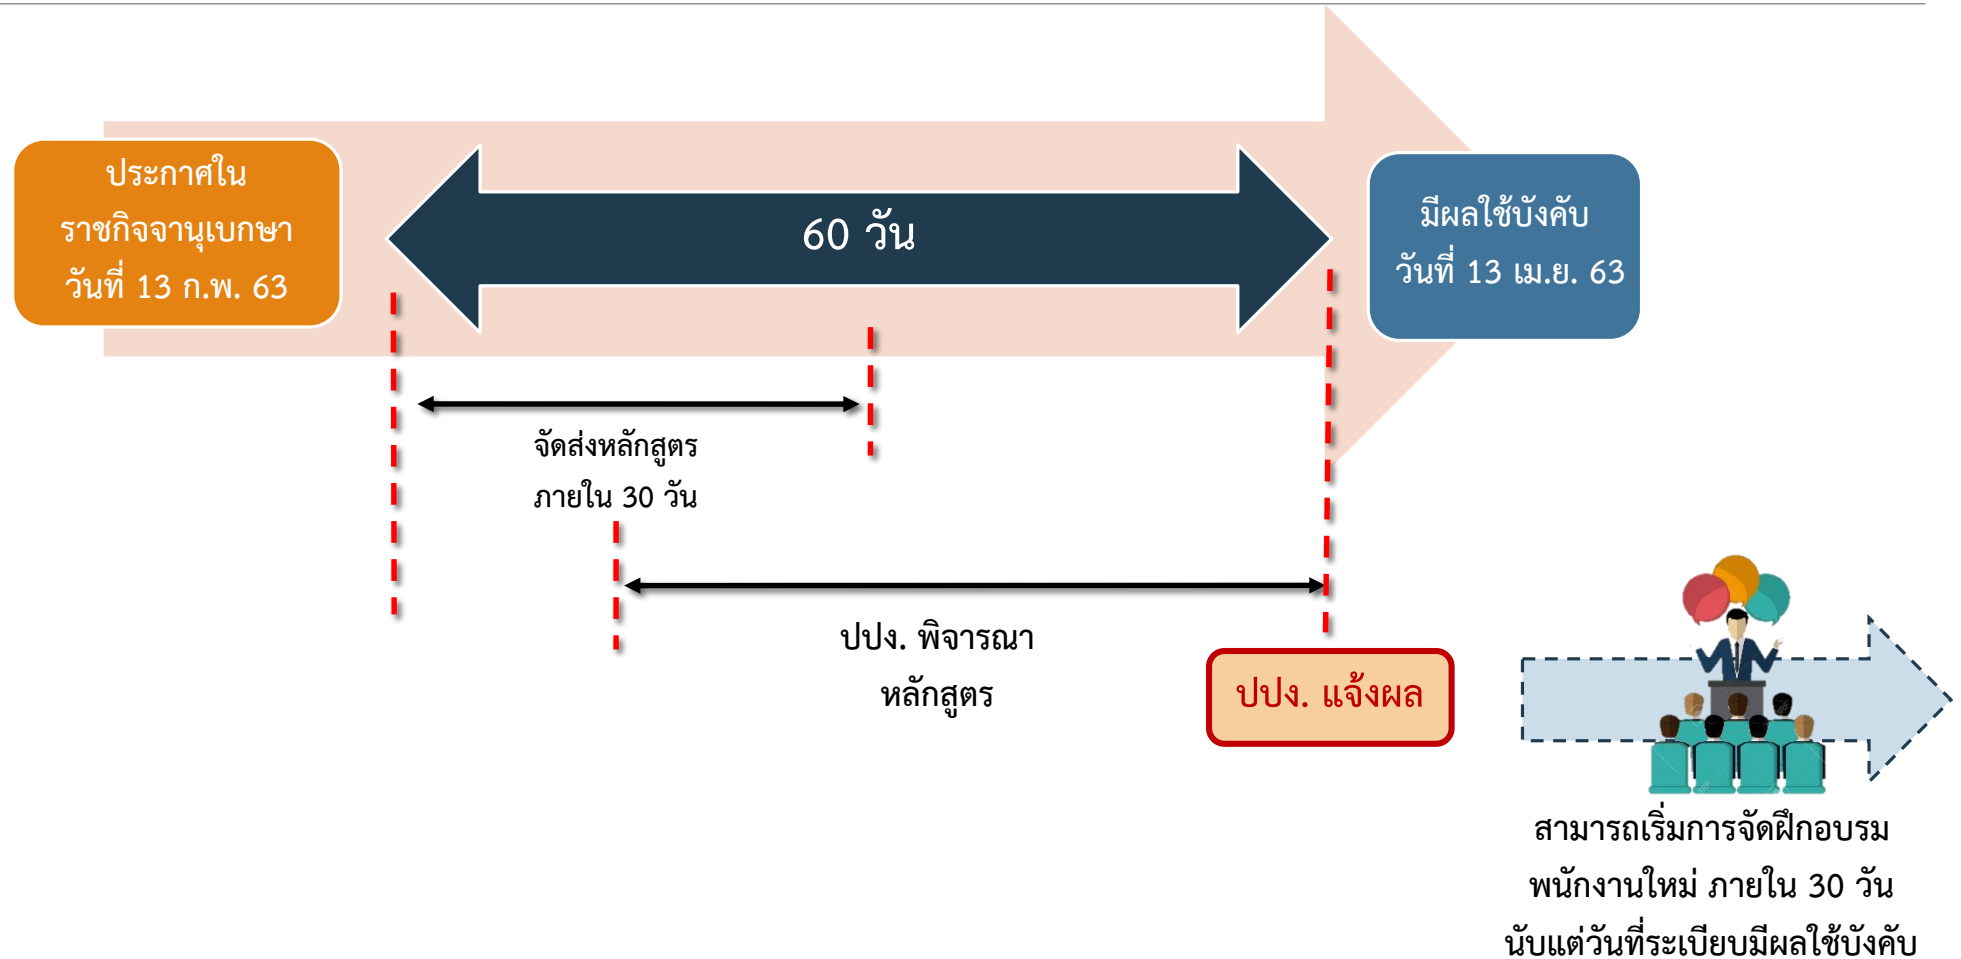 ประกาศใน
ราชกิจจานุเบกษา
วันที่ 13 ก.พ. 63
60 วัน
มีผลใช้บังคับ
วันที่ 13 เม.ย. 63
จัดส่งหลักสูตร
ภายใน 30 วัน
ปปง. พิจารณา
หลักสูตร
ปปง. แจ้งผล
สามารถเริ่มการจัดฝึกอบรม
พนักงานใหม่ ภายใน 30 วัน
นับแต่วันที่ระเบียบมีผลใช้บังคับ